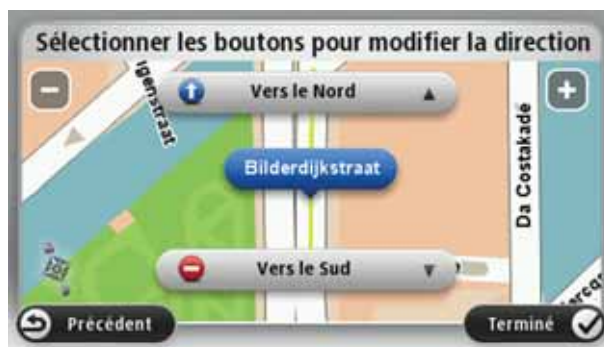 Sélectionner les boutons pour modifier la direction
Vers le Nord
Bilderdijkstraat
Da Costakade
Vers le Sud
Précédent
Terminé